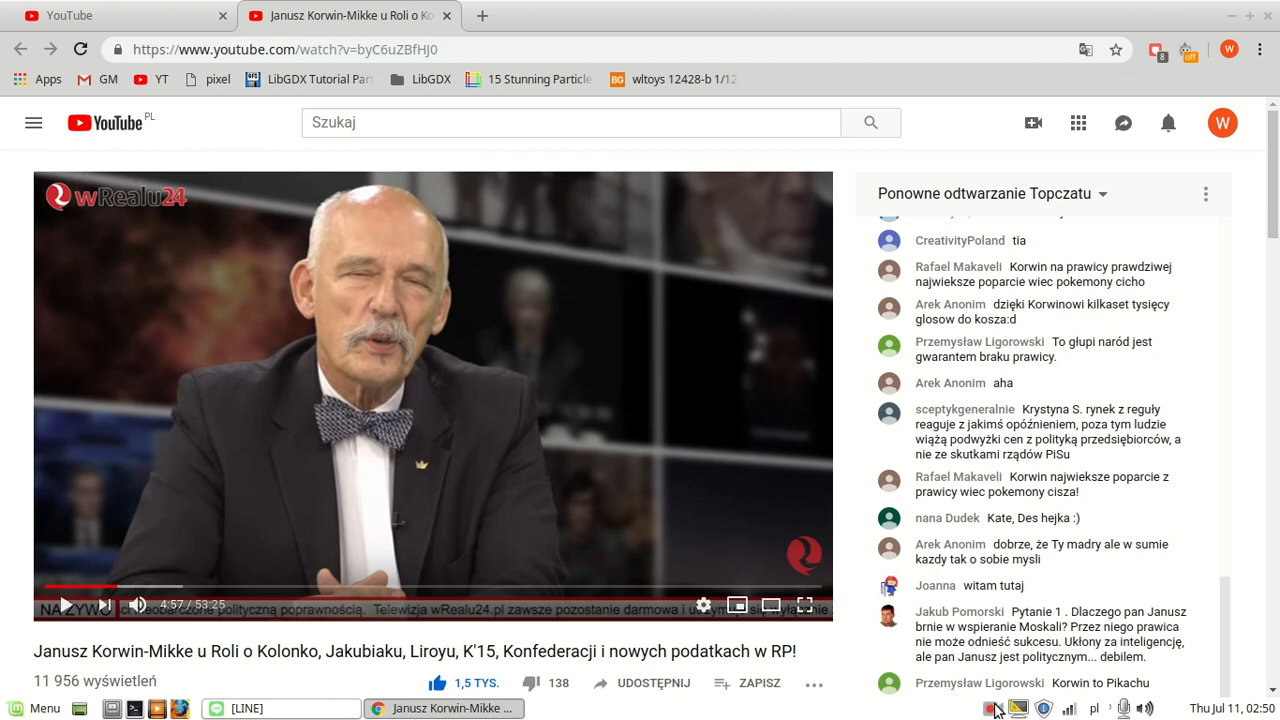 YouTube
Janusz Korwin-Mikke u Roli o Ko
https://www.youtube.com/watch?v=byC6uZBfHJ0
8
off
W
Apps
GM
YT
pixel
LibGDX Tutorial Par
LibGDX
15 Stunning Particle
BG
wltoys 12428-b 1/12
YouTube PL
Szukaj
W
wRealu24
Ponowne odtwarzanie Topczatu
CreativityPoland tia
Rafael Makaveli Korwin na prawicy prawdziwej
najwieksze poparcie wiec pokemony cicho
Arek Anonim dzięki Korwinowi kilkaset tysięcy
glosow do kosza:d
Przemysław Ligorowski To głupi naród jest
gwarantem braku prawicy.
Arek Anonim aha
sceptykgeneralnie Krystyna S. rynek z reguły
reaguje z jakimś opóźnieniem, poza tym ludzie
wiążą podwyżki cen z polityką przedsiębiorców, a
nie ze skutkami rządów PiSu
Rafael Makaveli Korwin najwieksze poparcie z
prawicy wiec pokemony cisza!
nana Dudek Kate, Des hejka :)
Arek Anonim dobrze, że Ty madry ale w sumie
kazdy tak o sobie mysli
Joanna witam tutaj
Jakub Pomorski Pytanie 1 . Dlaczego pan Janusz
brnie w wspieranie Moskali? Przez niego prawica
nie może odnieść sukcesu. Ukłony za inteligencję,
ale pan Janusz jest politycznym... debilem.
Przemysław Ligorowski Korwin to Pikachu
4:57 / 53:25
NA ŻYW polityczną poprawnością. Telewizja wRealu24.pl zawsze pozostanie darmowa i
Janusz Korwin-Mikke u Roli o Kolonko, Jakubiaku, Liroyu, K'15, Konfederacji i nowych podatkach w RP!
11 956 wyświetleń
1,5 TYS.
138
UDOSTĘPNIJ
ZAPISZ
Menu
[LINE]
Janusz Korwin-Mikke ...
pl
Thu Jul 11, 02:50